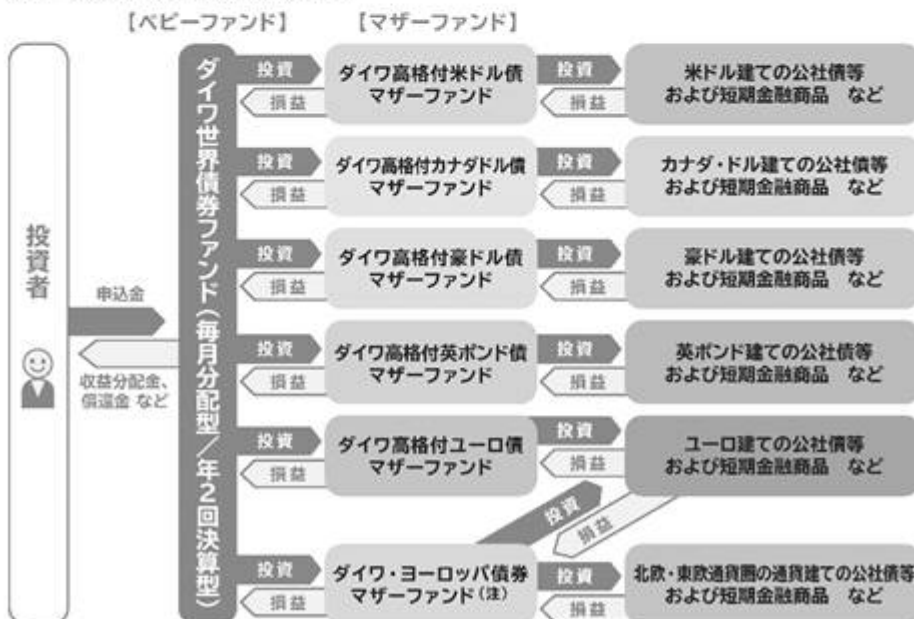 【ベビーファンド】
【マザーファンド】
投資者
申込金
収益分配金、
償還金 など
ダイワ世界債券ファンド(毎月分配型/年2回決算型)
投資
損益
ダイワ高格付米ドル債
マザーファンド
投資
損益
米ドル建ての公社債等
および短期金融商品 など
投資
損益
ダイワ高格付カナダドル債
マザーファンド
投資
損益
カナダ・ドル建ての公社債等
および短期金融商品 など
投資
損益
ダイワ高格付豪ドル債
マザーファンド
投資
損益
豪ドル建ての公社債等
および短期金融商品 など
投資
損益
ダイワ高格付英ポンド債
マザーファンド
投資
損益
英ポンド建ての公社債等
および短期金融商品 など
投資
損益
ダイワ高格付ユーロ債
マザーファンド
投資
損益
ユーロ建ての公社債等
および短期金融商品 など
投資
損益
投資
損益
ダイワ・ヨーロッパ債券
マザーファンド(注)
投資
損益
北欧・東欧通貨圏の通貨建ての公社債等
および短期金融商品 など